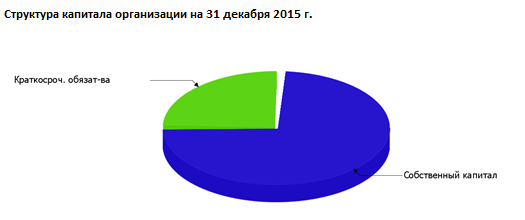 Структура капитала организации на 31 декабря 2015 г.
Краткосроч. обязат-ва
Собственный капитал